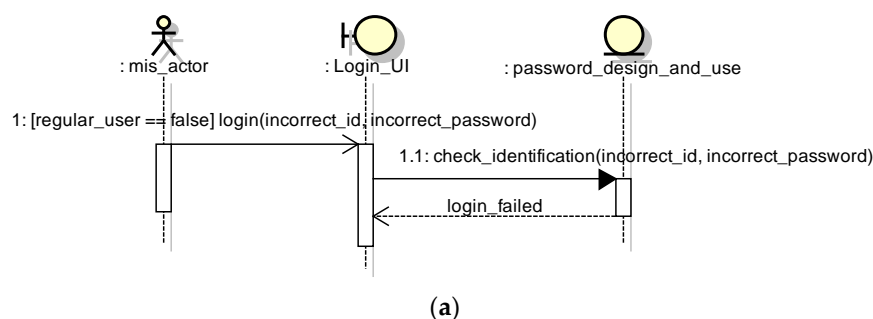 : mis_actor
: Login_UI
: password_design_and_use
1: [regular_user == false] login(incorrect_id, incorrect_password)
1.1: check_identification(incorrect_id, incorrect_password)
login_failed
(a)